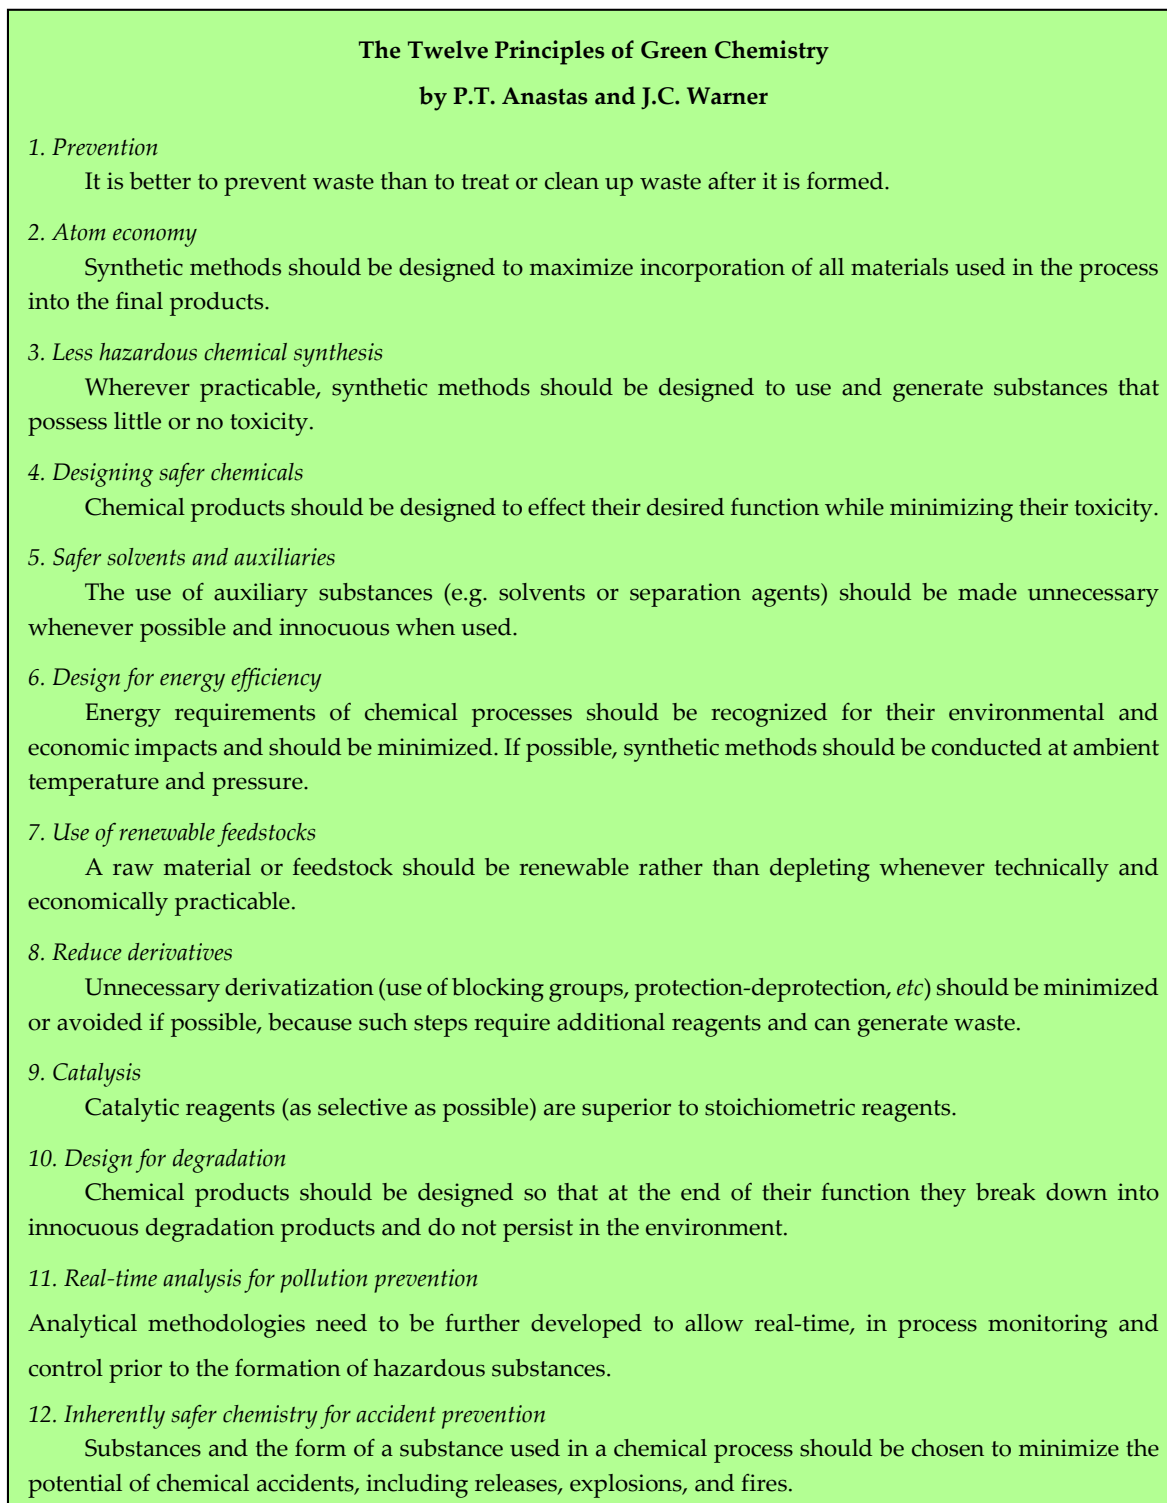 The Twelve Principles of Green Chemistry
by P.T. Anastas and J.C. Warner
1. Prevention
It is better to prevent waste than to treat or clean up waste after it is formed.
2. Atom economy
Synthetic methods should be designed to maximize incorporation of all materials used in the process
into the final products.
3. Less hazardous chemical synthesis
Wherever practicable, synthetic methods should be designed to use and generate substances that
possess little or no toxicity.
4. Designing safer chemicals
Chemical products should be designed to effect their desired function while minimizing their toxicity.
5. Safer solvents and auxiliaries
The use of auxiliary substances (e.g. solvents or separation agents) should be made unnecessary
whenever possible and innocuous when used.
6. Design for energy efficiency
Energy requirements of chemical processes should be recognized for their environmental and
economic impacts and should be minimized. If possible, synthetic methods should be conducted at ambient
temperature and pressure.
7. Use of renewable feedstocks
A raw material or feedstock should be renewable rather than depleting whenever technically and
economically practicable.
8. Reduce derivatives
Unnecessary derivatization (use of blocking groups, protection-deprotection, etc) should be minimized
or avoided if possible, because such steps require additional reagents and can generate waste.
9. Catalysis
Catalytic reagents (as selective as possible) are superior to stoichiometric reagents.
10. Design for degradation
Chemical products should be designed so that at the end of their function they break down into
innocuous degradation products and do not persist in the environment.
11. Real-time analysis for pollution prevention
Analytical methodologies need to be further developed to allow real-time, in process monitoring and
control prior to the formation of hazardous substances.
12. Inherently safer chemistry for accident prevention
Substances and the form of a substance used in a chemical process should be chosen to minimize the
potential of chemical accidents, including releases, explosions, and fires.